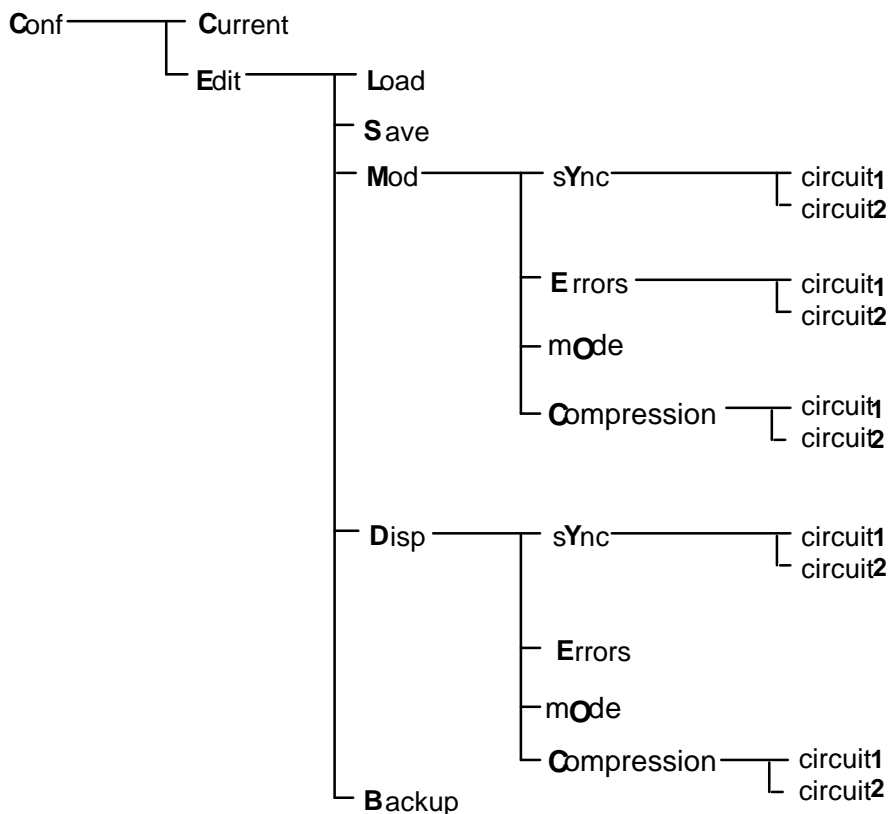 Conf Current
Edit Load
Save
Mod sYnc circuit1
circuit2
Errors circuit1
circuit2
mOde
Compression circuit1
circuit2
Disp sYnc circuit1
circuit2
Errors
mOde
Compression circuit1
circuit2
Backup